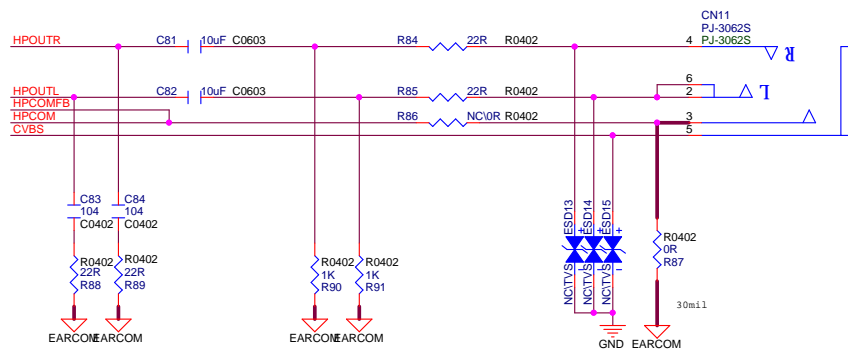 CN11
PJ-3062S
PJ-3062S
HPOUTR
C81
10uF
C0603
R84
22R
R0402
4
R
HPOUTL
C82
10uF
C0603
R85
22R
R0402
6
2
L
HPCOMFB
HPCOM
R86
NC\0R
R0402
3
CVBS
5
C83
104
C0402
C84
104
C0402
R0402
22R
R88
R0402
22R
R89
R0402
1K
R90
R0402
1K
R91
ESD13
ESD14
ESD15
+
+
+
-
-
-
NC\TVS
NC\TVS
NC\TVS
R0402
0R
R87
30mil
EARCOM
EARCOM
EARCOM
EARCOM
GND
EARCOM